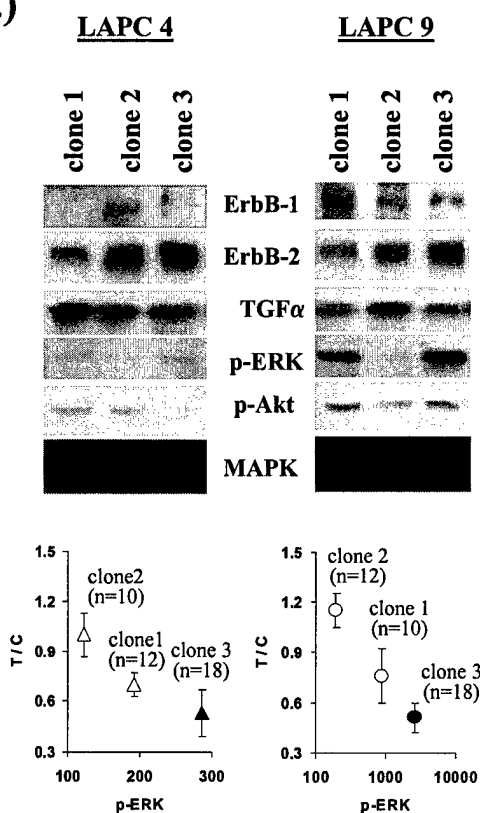 LAPC 4 LAPC 9
clone 1 clone 2 clone 3 clone 1 clone 2 clone 3
ErbB-1
ErbB-2
TGFα
p-ERK
p-Akt
MAPK
1.5
1.2
0.9
0.6
0.3
T / C
clone2
(n=10)
clone1
(n=12)
clone 3
(n=18)
100 200 300
p-ERK
1.5
1.2
0.9
0.6
0.3
T / C
clone 2
(n=12)
clone 1
(n=10)
clone 3
(n=18)
100 1000 10000
p-ERK